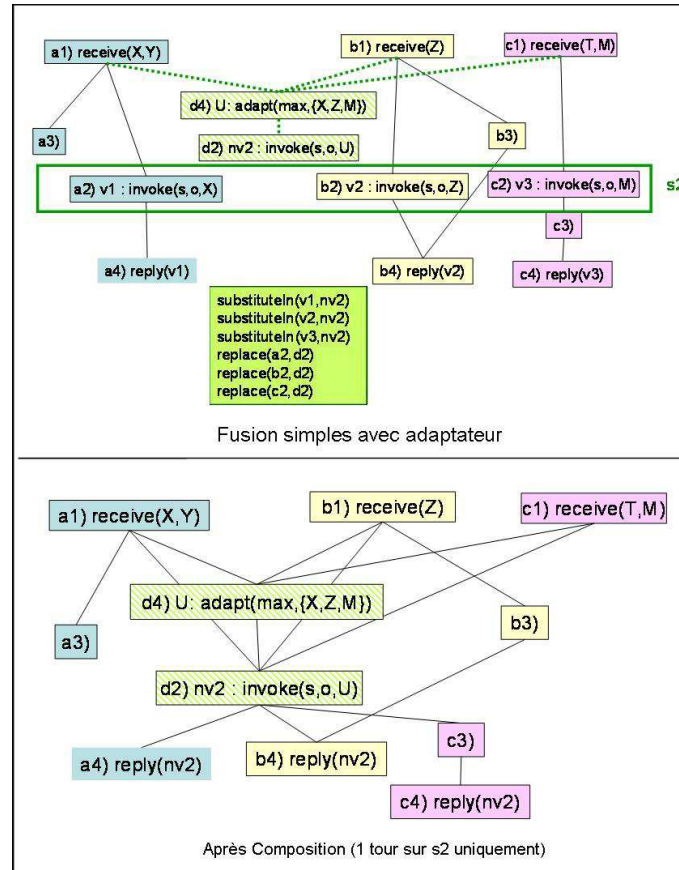 a1) receive(X,Y)
b1) receive(Z)
c1) receive(T,M)
d4) U: adapt(max,{X,Z,M})
a3)
b3)
d2) nv2 : invoke(s,o,U)
a2) v1 : invoke(s,o,X)
b2) v2 : invoke(s,o,Z)
c2) v3 : invoke(s,o,M)
s2
c3)
a4) reply(v1)
b4) reply(v2)
c4) reply(v3)
substituteIn(v1,nv2)
substituteIn(v2,nv2)
substituteIn(v3,nv2)
replace(a2,d2)
replace(b2,d2)
replace(c2,d2)
Fusion simples avec adaptateur
a1) receive(X,Y)
b1) receive(Z)
c1) receive(T,M)
d4) U: adapt(max,{X,Z,M})
a3)
b3)
d2) nv2 : invoke(s,o,U)
a4) reply(nv2)
b4) reply(nv2)
c3)
c4) reply(nv2)
Après Composition (1 tour sur s2 uniquement)